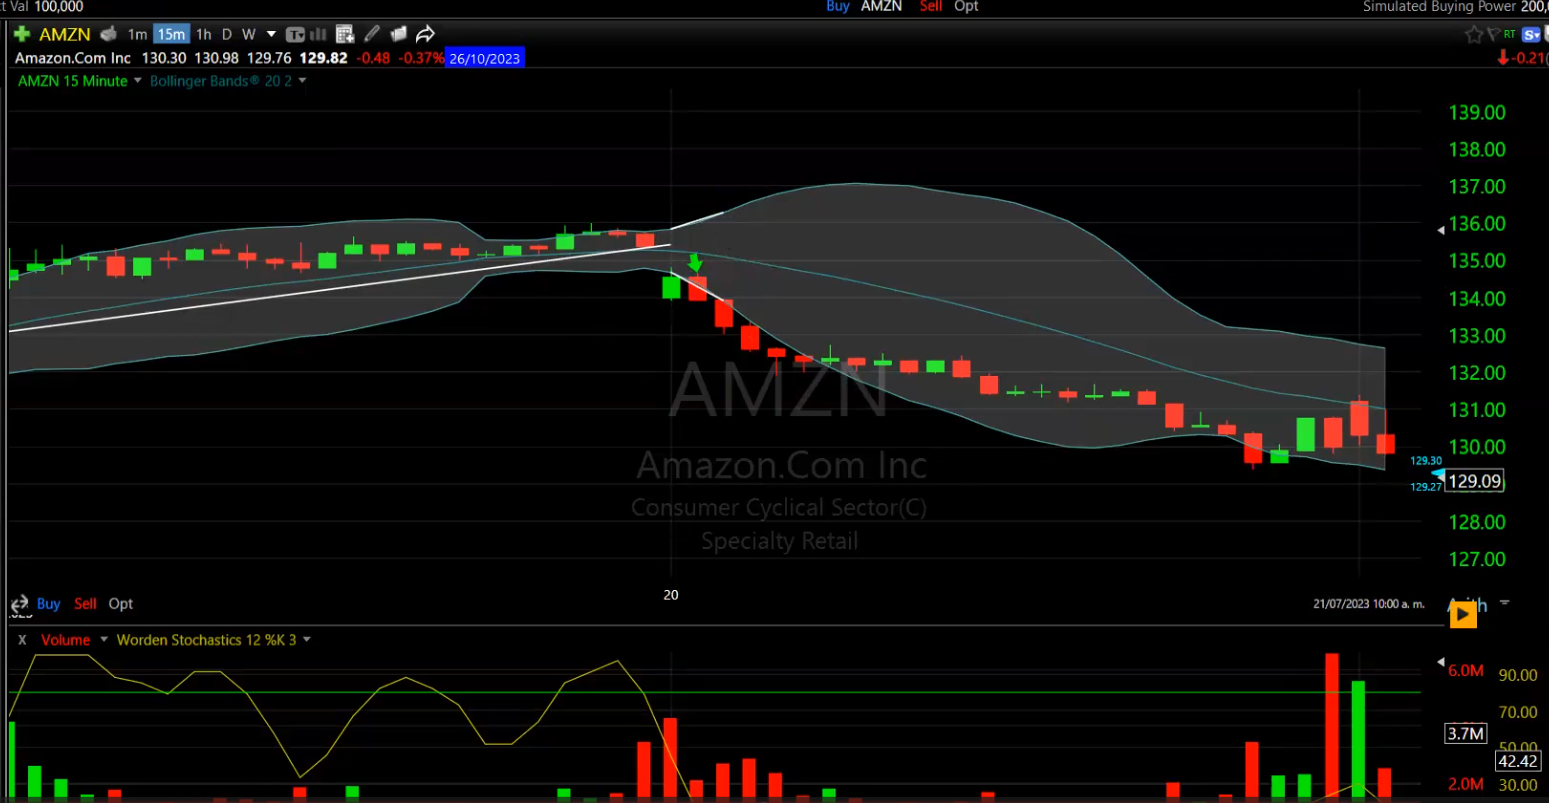 ct Val 100,000 Buy AMZN Sell Opt Simulated Buying Power 200,
AMZN 1m 15m 1h D W T RT S
Amazon.Com Inc 130.30 130.98 129.76 129.82 -0.48 -0.37% 26/10/2023 -0.21(
AMZN 15 Minute Bollinger Bands® 20 2
139.00
138.00
137.00
136.00
135.00
134.00
133.00
132.00
AMZN
131.00
130.00
129.30
Amazon.Com Inc
129.09
129.27
Consumer Cyclical Sector(C)
128.00
Specialty Retail
127.00
20
Buy Sell Opt 21/07/2023 10:00 a. m.
X Volume Worden Stochastics 12 %K 3
6.0M 90.00
70.00
3.7M
50.00
42.42
2.0M 30.00